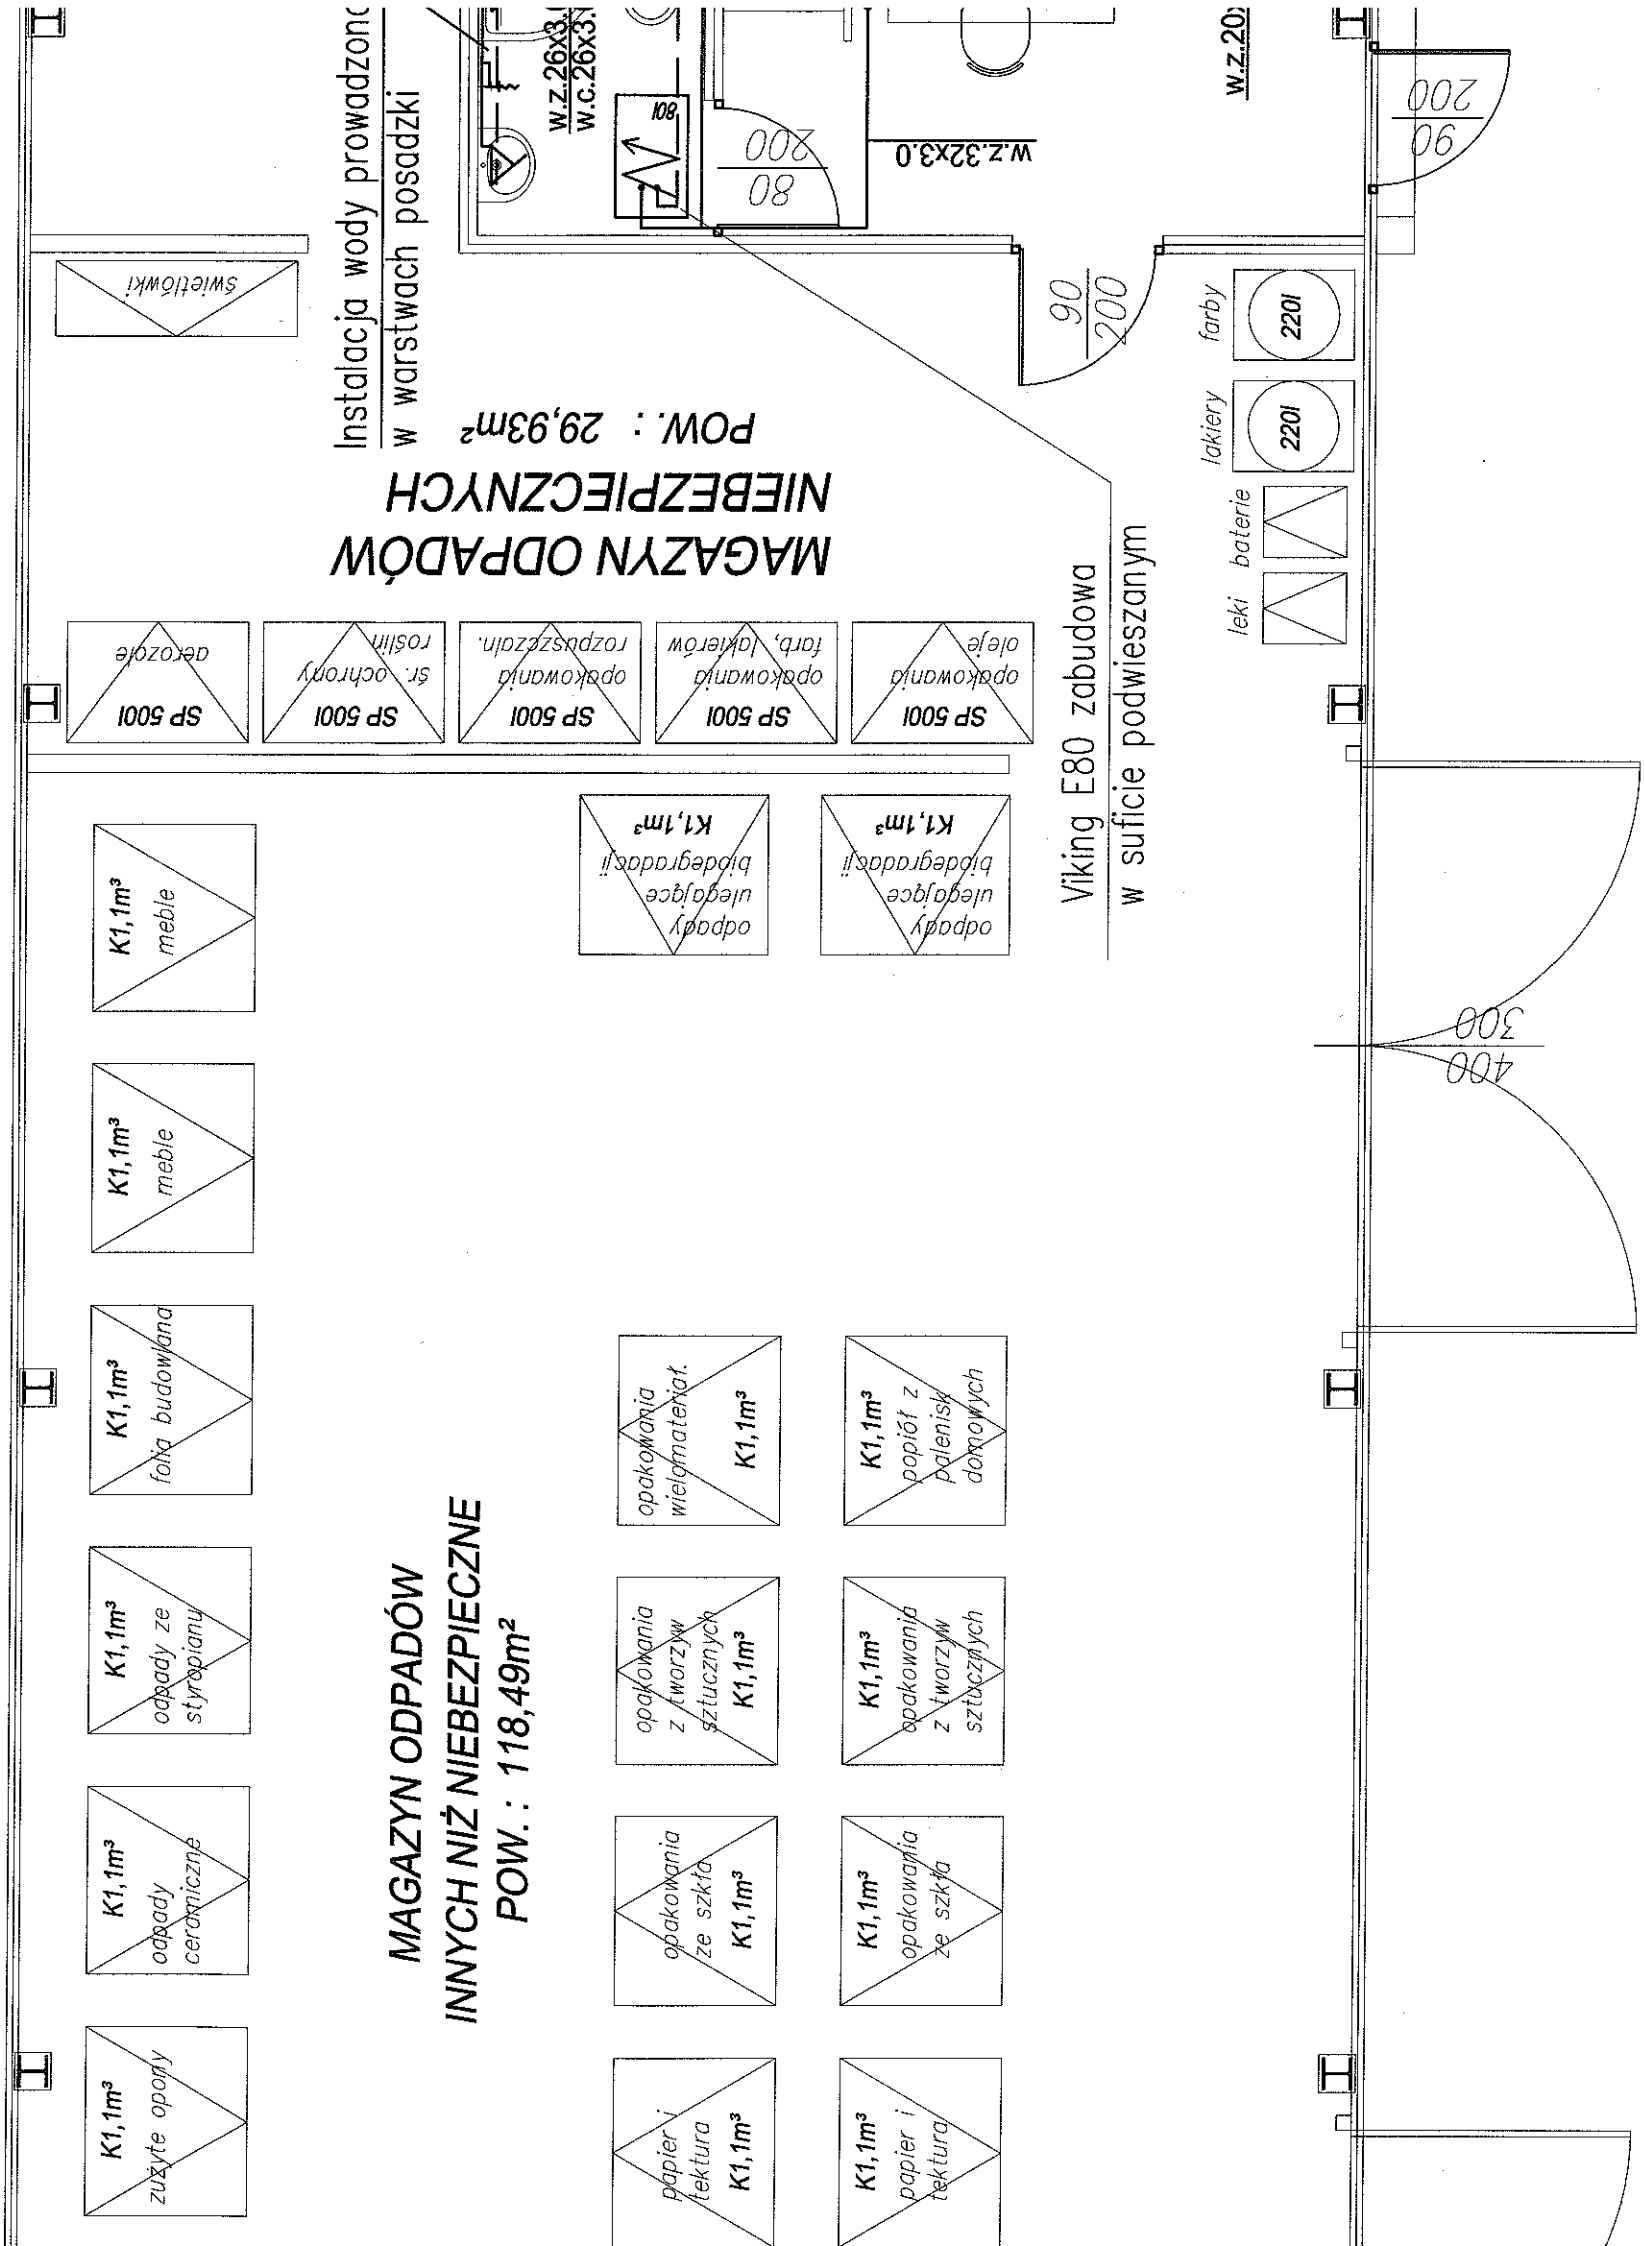 Instalacja wody prowadzon
w warstwach posadzki
w.z.26x3.
w.c.26x3.
80l
80
200
w.z.32x3.0
w.z.20
90
200
świetlówki
90
200
farby
220l
lakiery
220l
baterie
leki
MAGAZYN ODPADÓW
NIEBEZPIECZNYCH
POW. : 29,93m²
SP 500l
aerozole
SP 500l
śr. ochrony
roślin
SP 500l
opakowania
rozpuszczaln.
SP 500l
opakowania
farb, lakierów
SP 500l
opakowania
oleje
Viking E80 zabudowa
w suficie podwieszanym
odpady
ulegające
biodegradacji
K1,1m³
odpady
ulegające
biodegradacji
K1,1m³
400
300
K1,1m³
meble
K1,1m³
meble
K1,1m³
folia budowlana
K1,1m³
odpady ze
styropianu
K1,1m³
odpady
ceramiczne
K1,1m³
zużyte opony
MAGAZYN ODPADÓW
INNYCH NIŻ NIEBEZPIECZNE
POW. : 118,49m²
opakowania
wielomateriał.
K1,1m³
K1,1m³
popiół z
palenisk
domowych
opakowania
z tworzyw
sztucznych
K1,1m³
K1,1m³
opakowania
z tworzyw
sztucznych
opakowania
ze szkła
K1,1m³
K1,1m³
opakowania
ze szkła
papier i
tektura
K1,1m³
K1,1m³
papier i
tektura